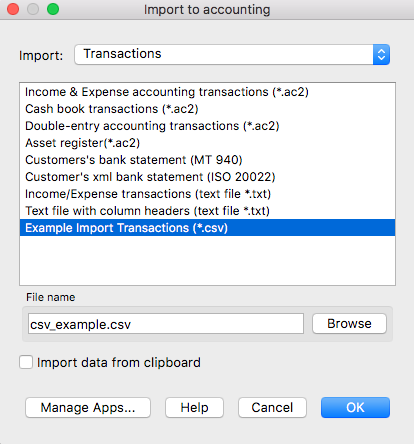 Import to accounting
Import: Transactions
Income & Expense accounting transactions (*.ac2)
Cash book transactions (*.ac2)
Double-entry accounting transactions (*.ac2)
Asset register(*.ac2)
Customers's bank statement (MT 940)
Customer's xml bank statement (ISO 20022)
Income/Expense transactions (text file *.txt)
Text file with column headers (text file *.txt)
Example Import Transactions (*.csv)
File name
csv_example.csv Browse
Import data from clipboard
Manage Apps... Help Cancel OK